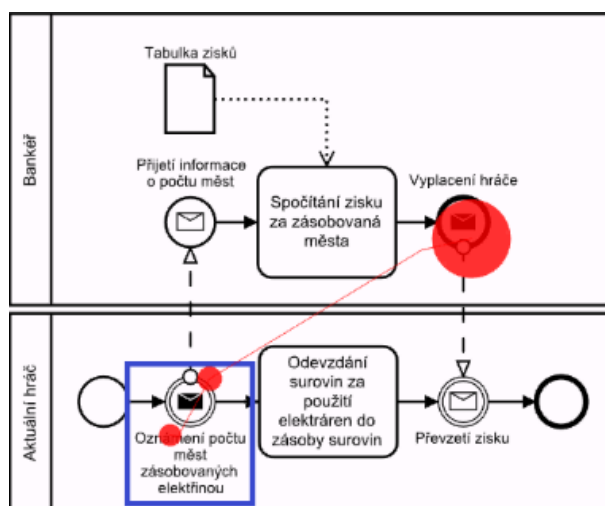 Bankéř
Tabulka zisků
Přijetí informace
o počtu měst
Spočítání zisku
za zásobovaná
města
Vyplacení hráče
Aktuální hráč
Oznámení počtu
měst
zásobovaných
elektřinou
Odevzdání
surovin za
použití
elektráren do
zásoby surovin
Převzetí zisku